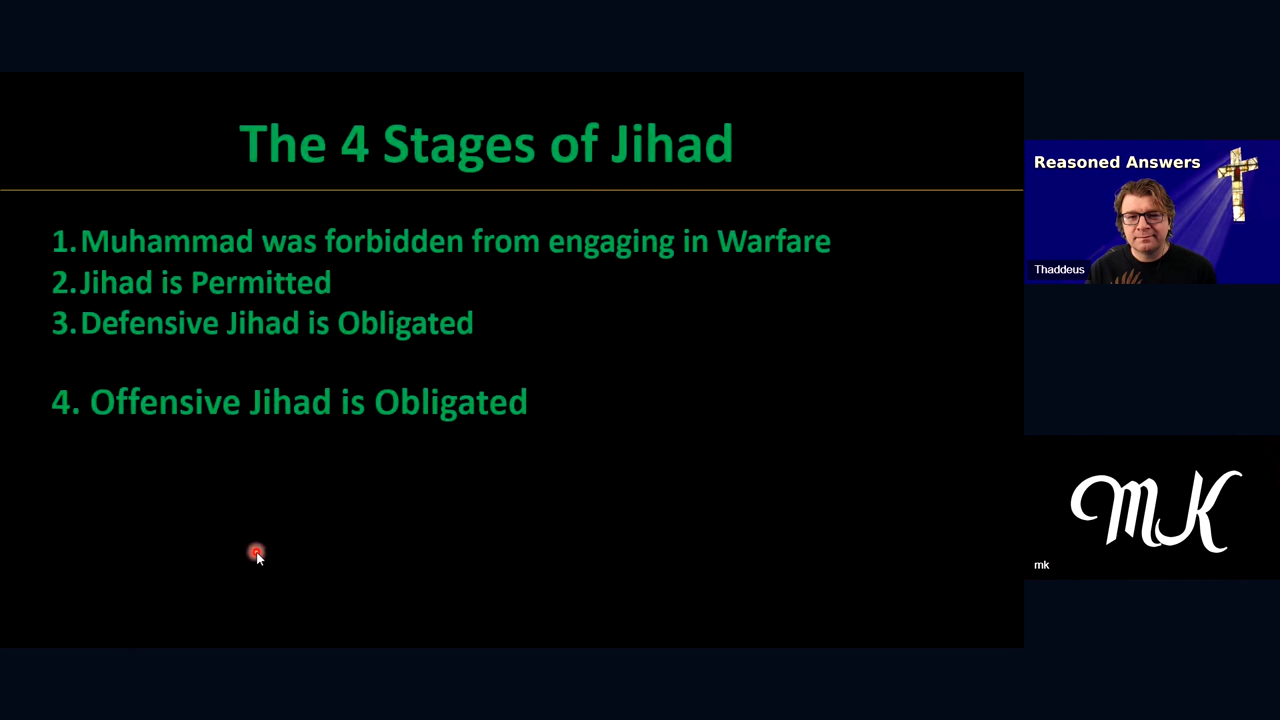 The 4 Stages of Jihad
1. Muhammad was forbidden from engaging in Warfare
2. Jihad is Permitted
3. Defensive Jihad is Obligated
4. Offensive Jihad is Obligated
Reasoned Answers
Thaddeus
MK
mk